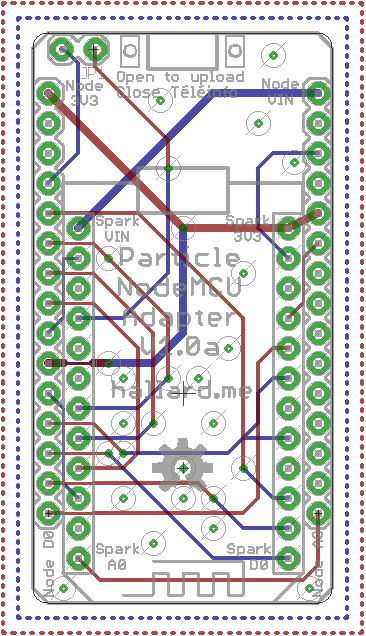 JP1
Open to upload
Close Téléinfo
Node
3V3
Node
VIN
Spark
VIN
Spark
3V3
Particle
NodeMCU
Adapter
V1.0a
hallard.me
Spark
A0
Spark
D0
Node D0
Node A0